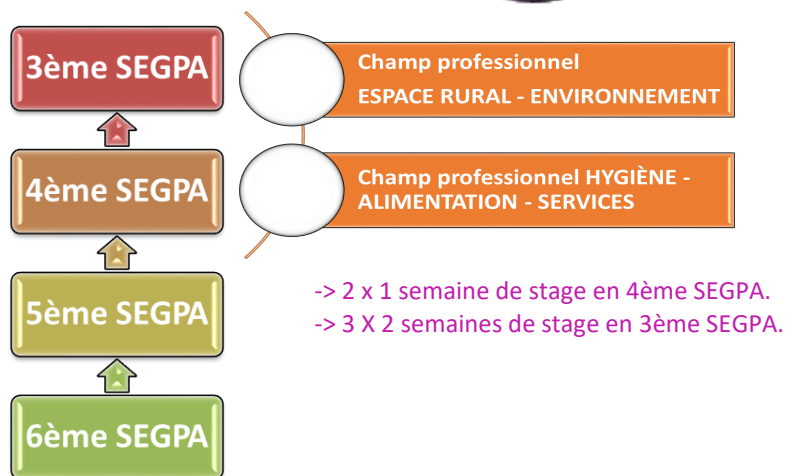 3ème SEGPA
Champ professionnel
ESPACE RURAL - ENVIRONNEMENT
4ème SEGPA
Champ professionnel HYGIÈNE -
ALIMENTATION - SERVICES
5ème SEGPA
-> 2 x 1 semaine de stage en 4ème SEGPA.
-> 3 X 2 semaines de stage en 3ème SEGPA.
6ème SEGPA